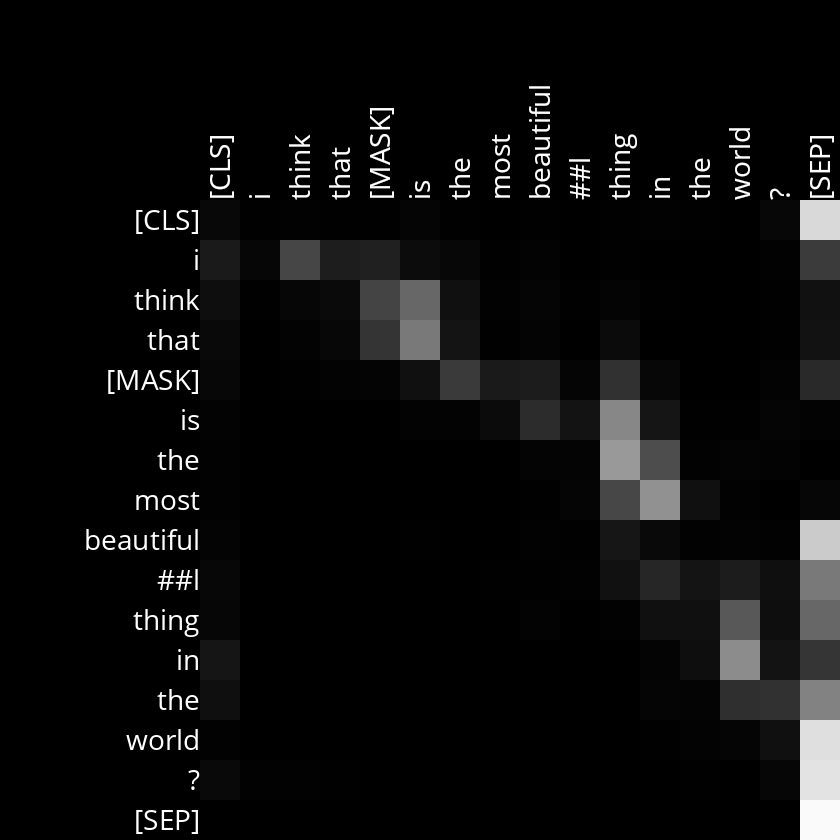 [CLS] i think that [MASK] is the most beautiful ##l thing in the world ? [SEP]
[CLS]
i
think
that
[MASK]
is
the
most
beautiful
##l
thing
in
the
world
?
[SEP]